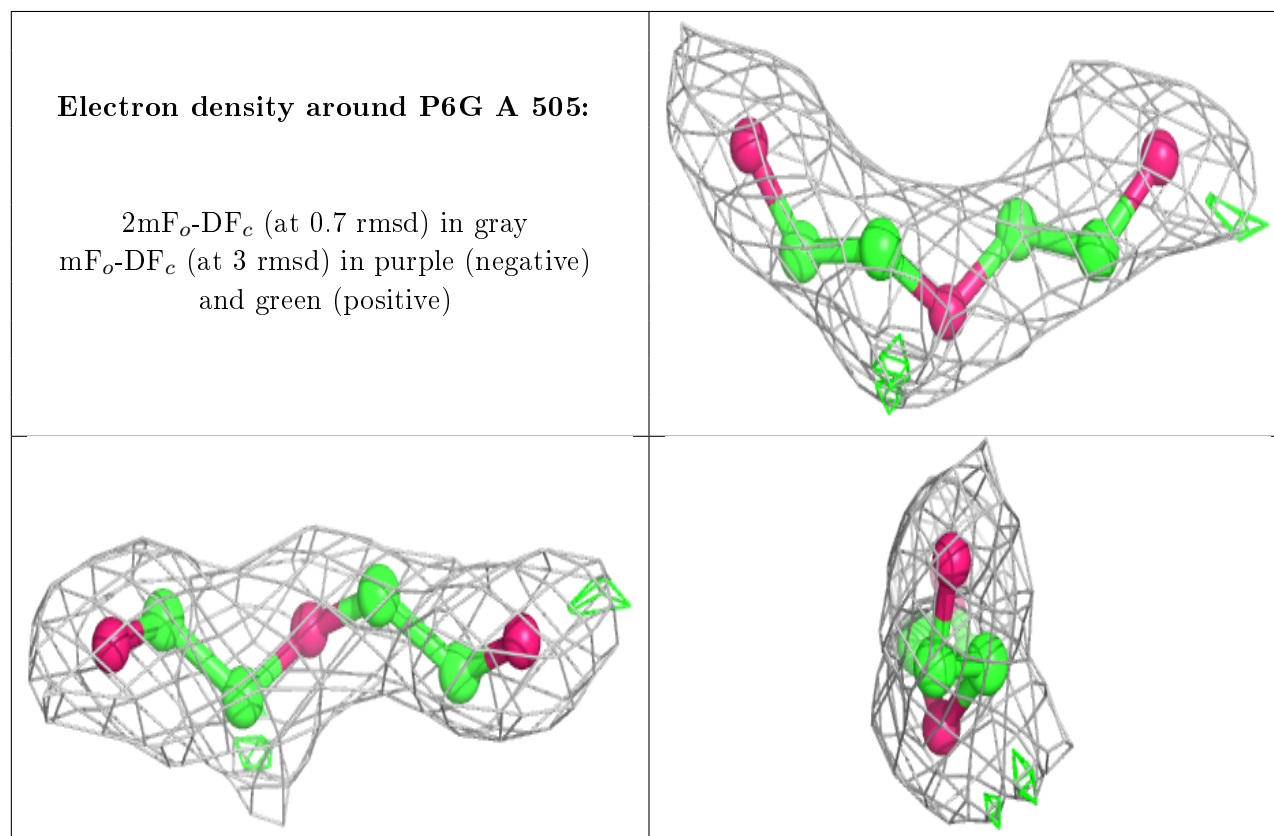 Electron density around P6G A 505:
2mFₒ-DF𝒸 (at 0.7 rmsd) in gray
mFₒ-DF𝒸 (at 3 rmsd) in purple (negative)
and green (positive)